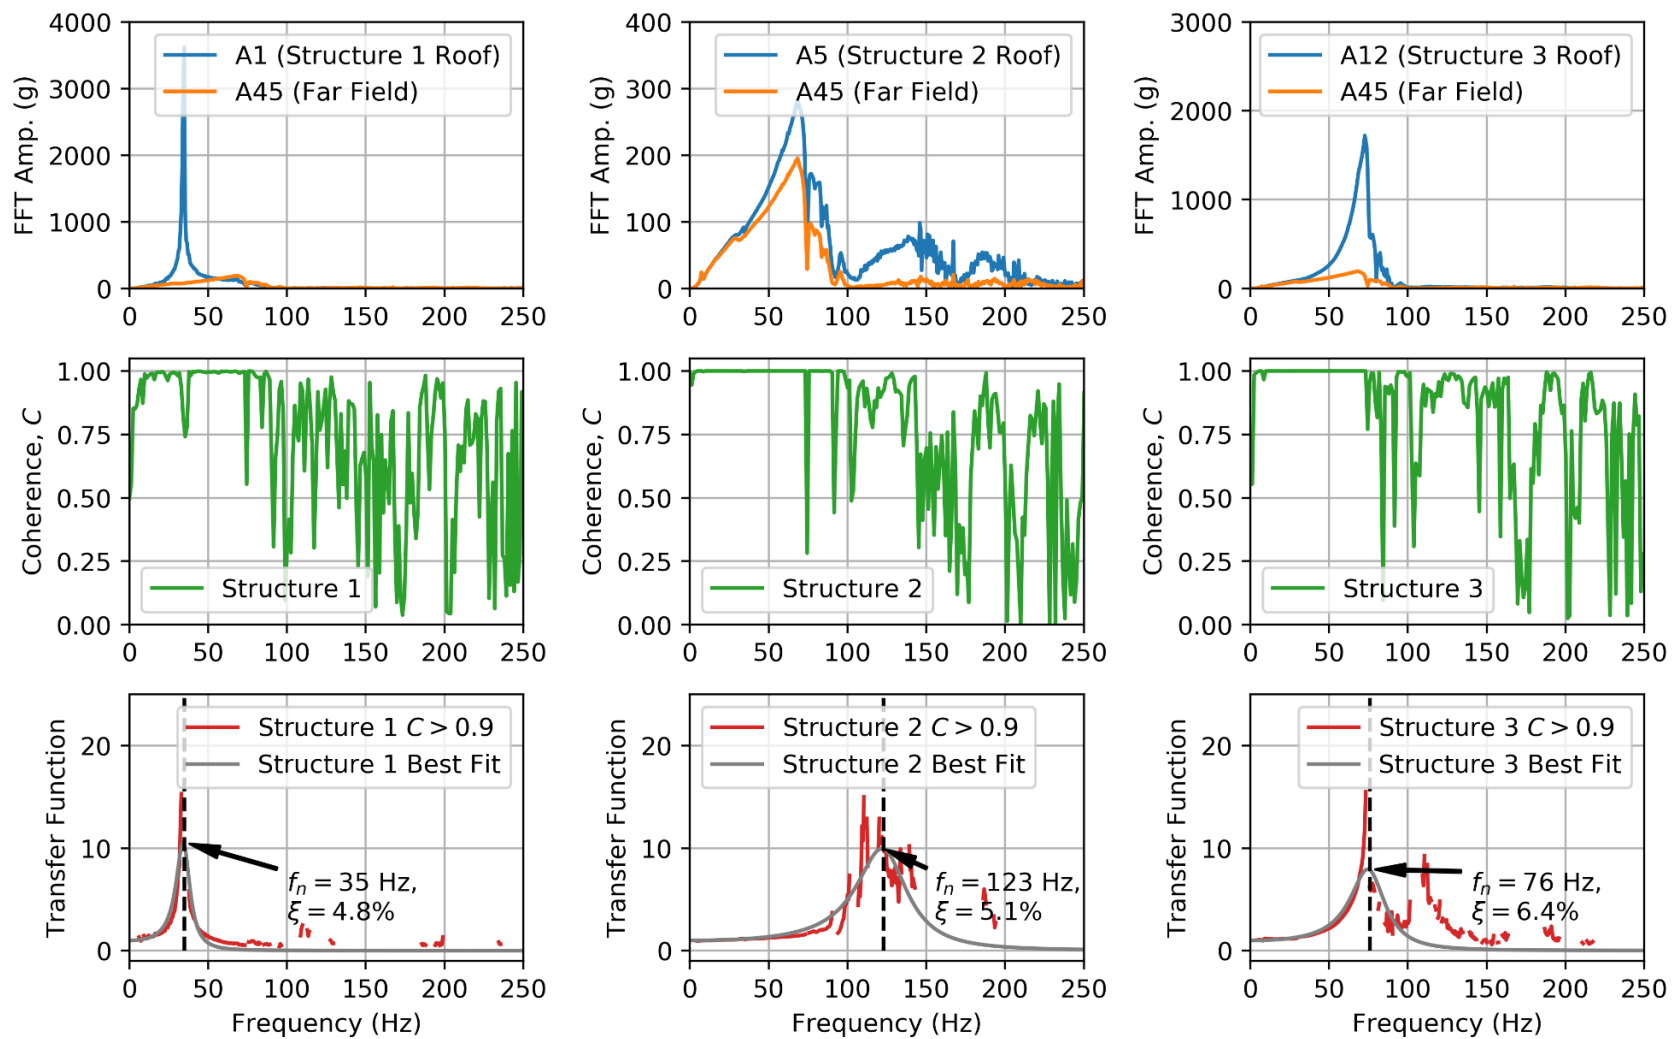 FFT Amp. (g)
4000
3000
2000
1000
0
A1 (Structure 1 Roof)
A45 (Far Field)
0 50 100 150 200 250
FFT Amp. (g)
400
300
200
100
0
A5 (Structure 2 Roof)
A45 (Far Field)
0 50 100 150 200 250
FFT Amp. (g)
3000
2000
1000
0
A12 (Structure 3 Roof)
A45 (Far Field)
0 50 100 150 200 250
Coherence, C
1.00
0.75
0.50
0.25
0.00
Structure 1
0 50 100 150 200 250
Coherence, C
1.00
0.75
0.50
0.25
0.00
Structure 2
0 50 100 150 200 250
Coherence, C
1.00
0.75
0.50
0.25
0.00
Structure 3
0 50 100 150 200 250
Transfer Function
20
10
0
Structure 1 C > 0.9
Structure 1 Best Fit
fn = 35 Hz,
ξ = 4.8%
0 50 100 150 200 250
Frequency (Hz)
Transfer Function
20
10
0
Structure 2 C > 0.9
Structure 2 Best Fit
fn = 123 Hz,
ξ = 5.1%
0 50 100 150 200 250
Frequency (Hz)
Transfer Function
20
10
0
Structure 3 C > 0.9
Structure 3 Best Fit
fn = 76 Hz,
ξ = 6.4%
0 50 100 150 200 250
Frequency (Hz)